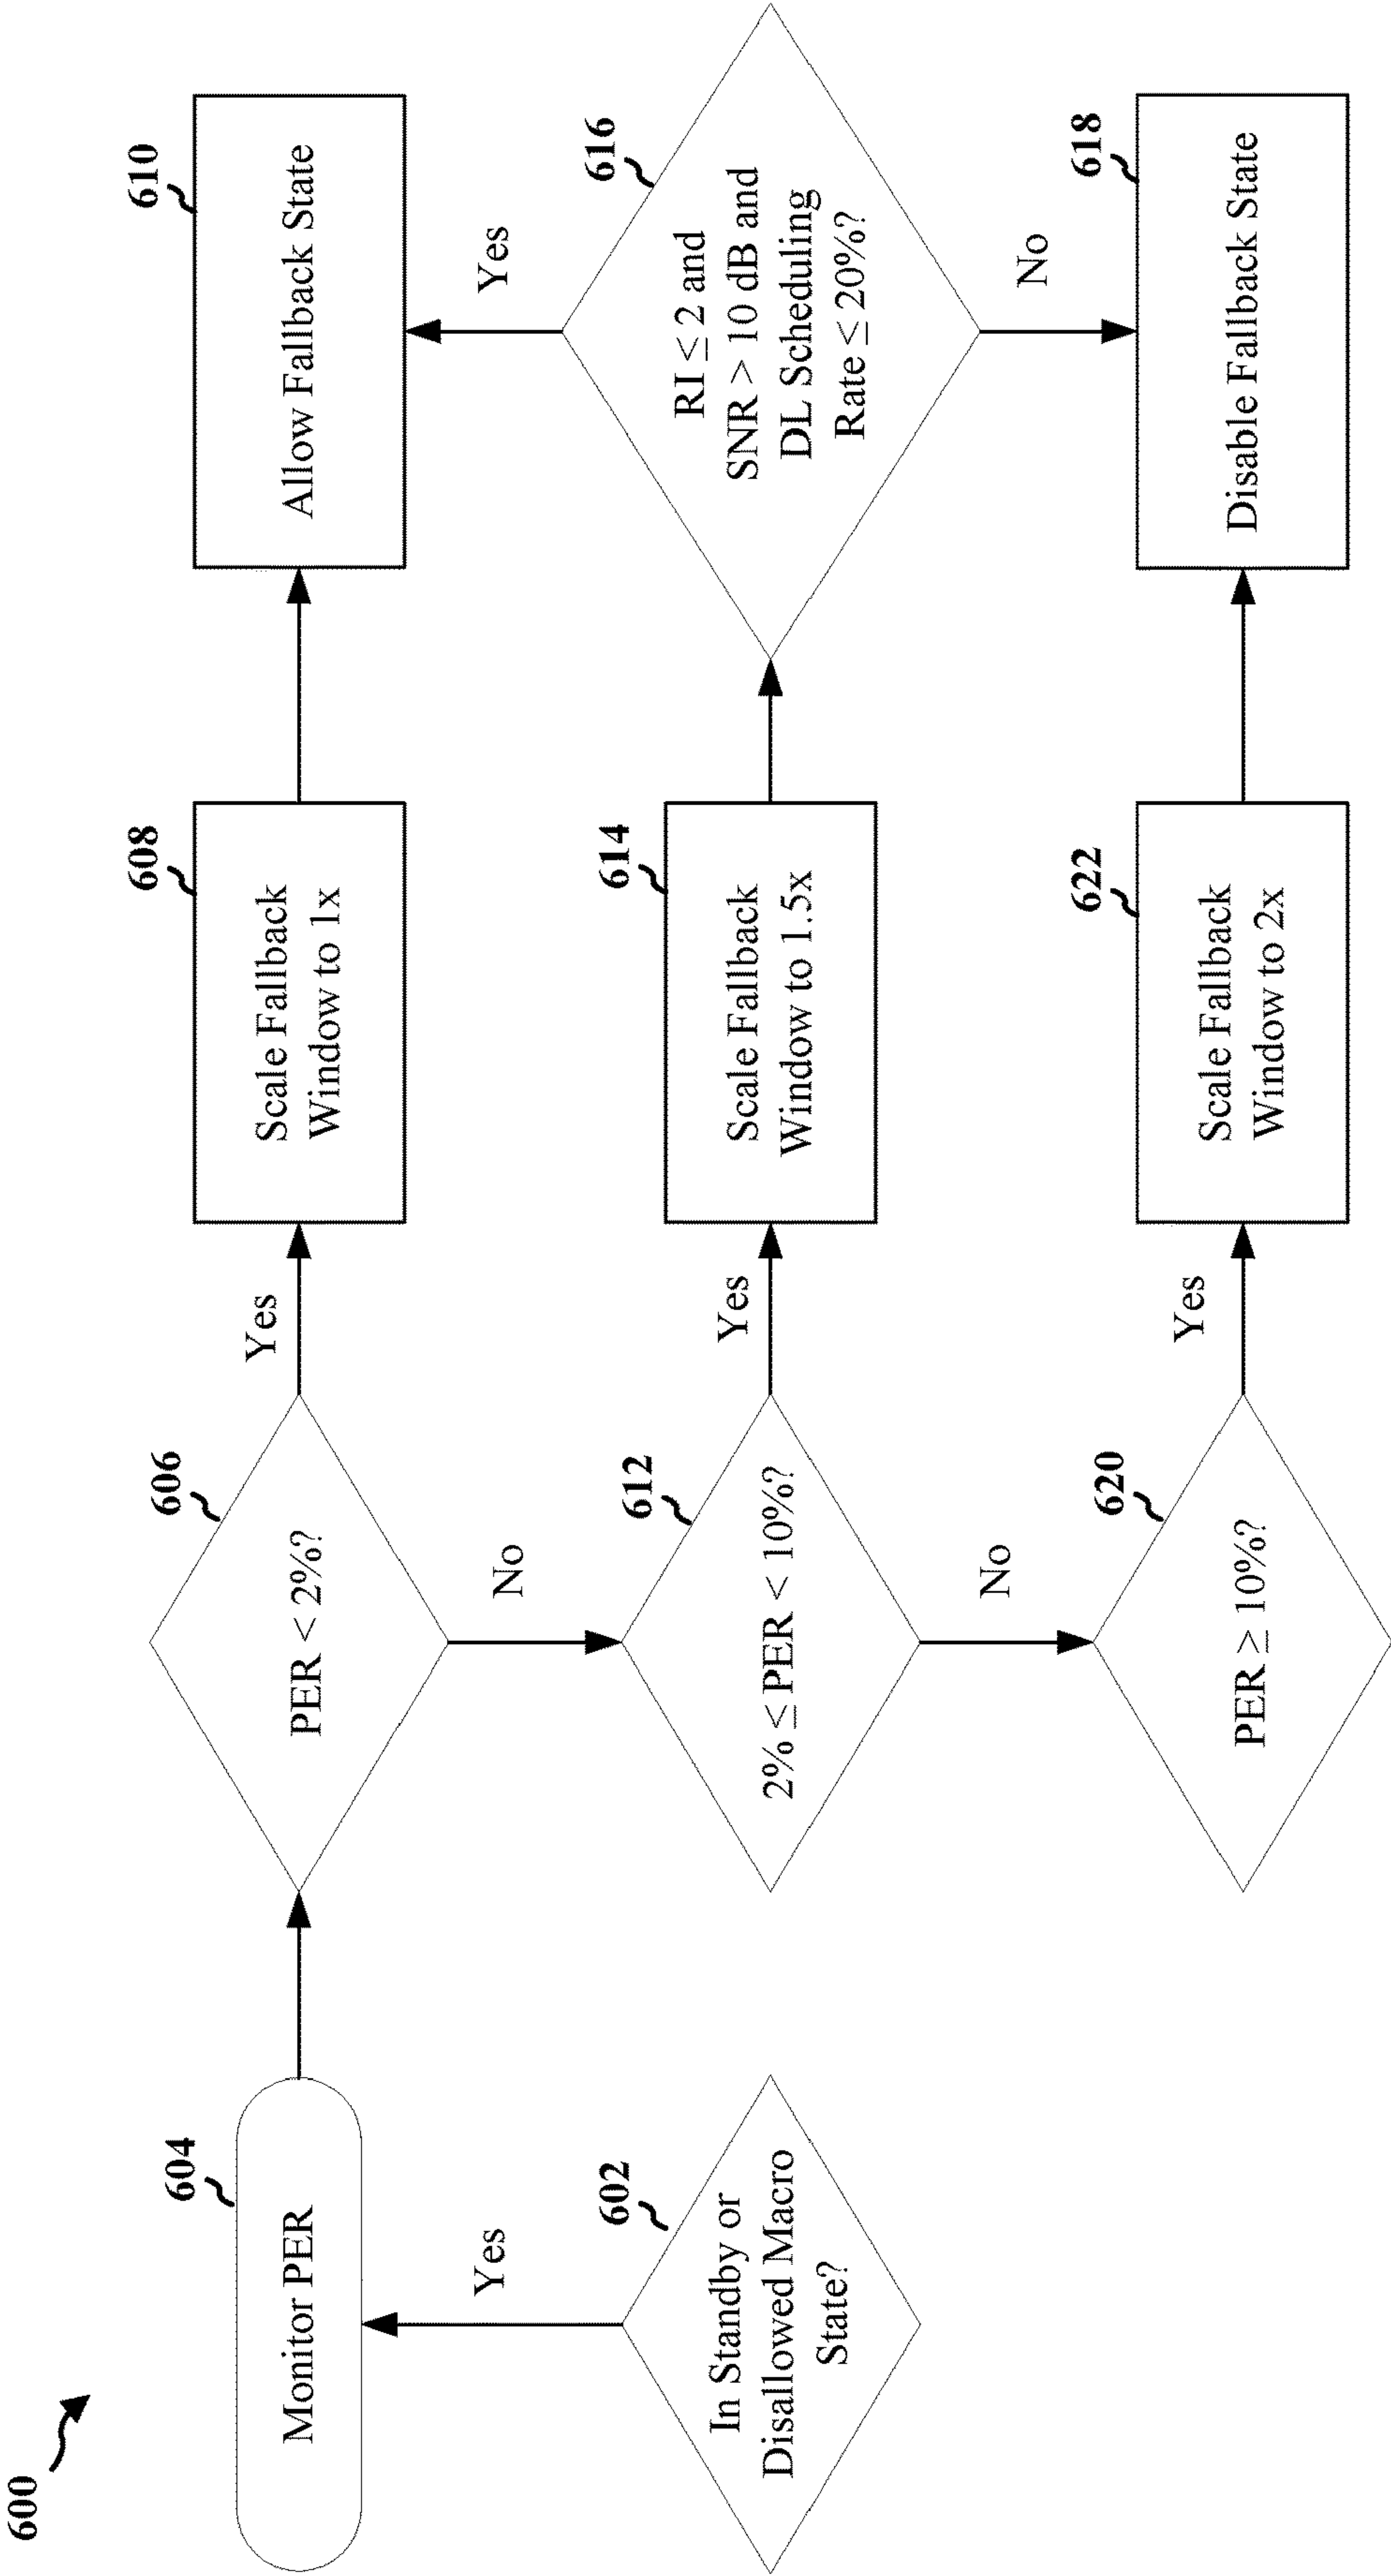 600
604
Monitor PER
Yes
602
In Standby or
Disallowed Macro
State?
606
PER < 2%?
Yes
No
612
2% ≤ PER < 10%?
Yes
No
620
PER ≥ 10%?
Yes
608
Scale Fallback
Window to 1x
614
Scale Fallback
Window to 1.5x
622
Scale Fallback
Window to 2x
610
Allow Fallback State
Yes
616
RI ≤ 2 and
SNR > 10 dB and
DL Scheduling
Rate ≤ 20%?
No
618
Disable Fallback State